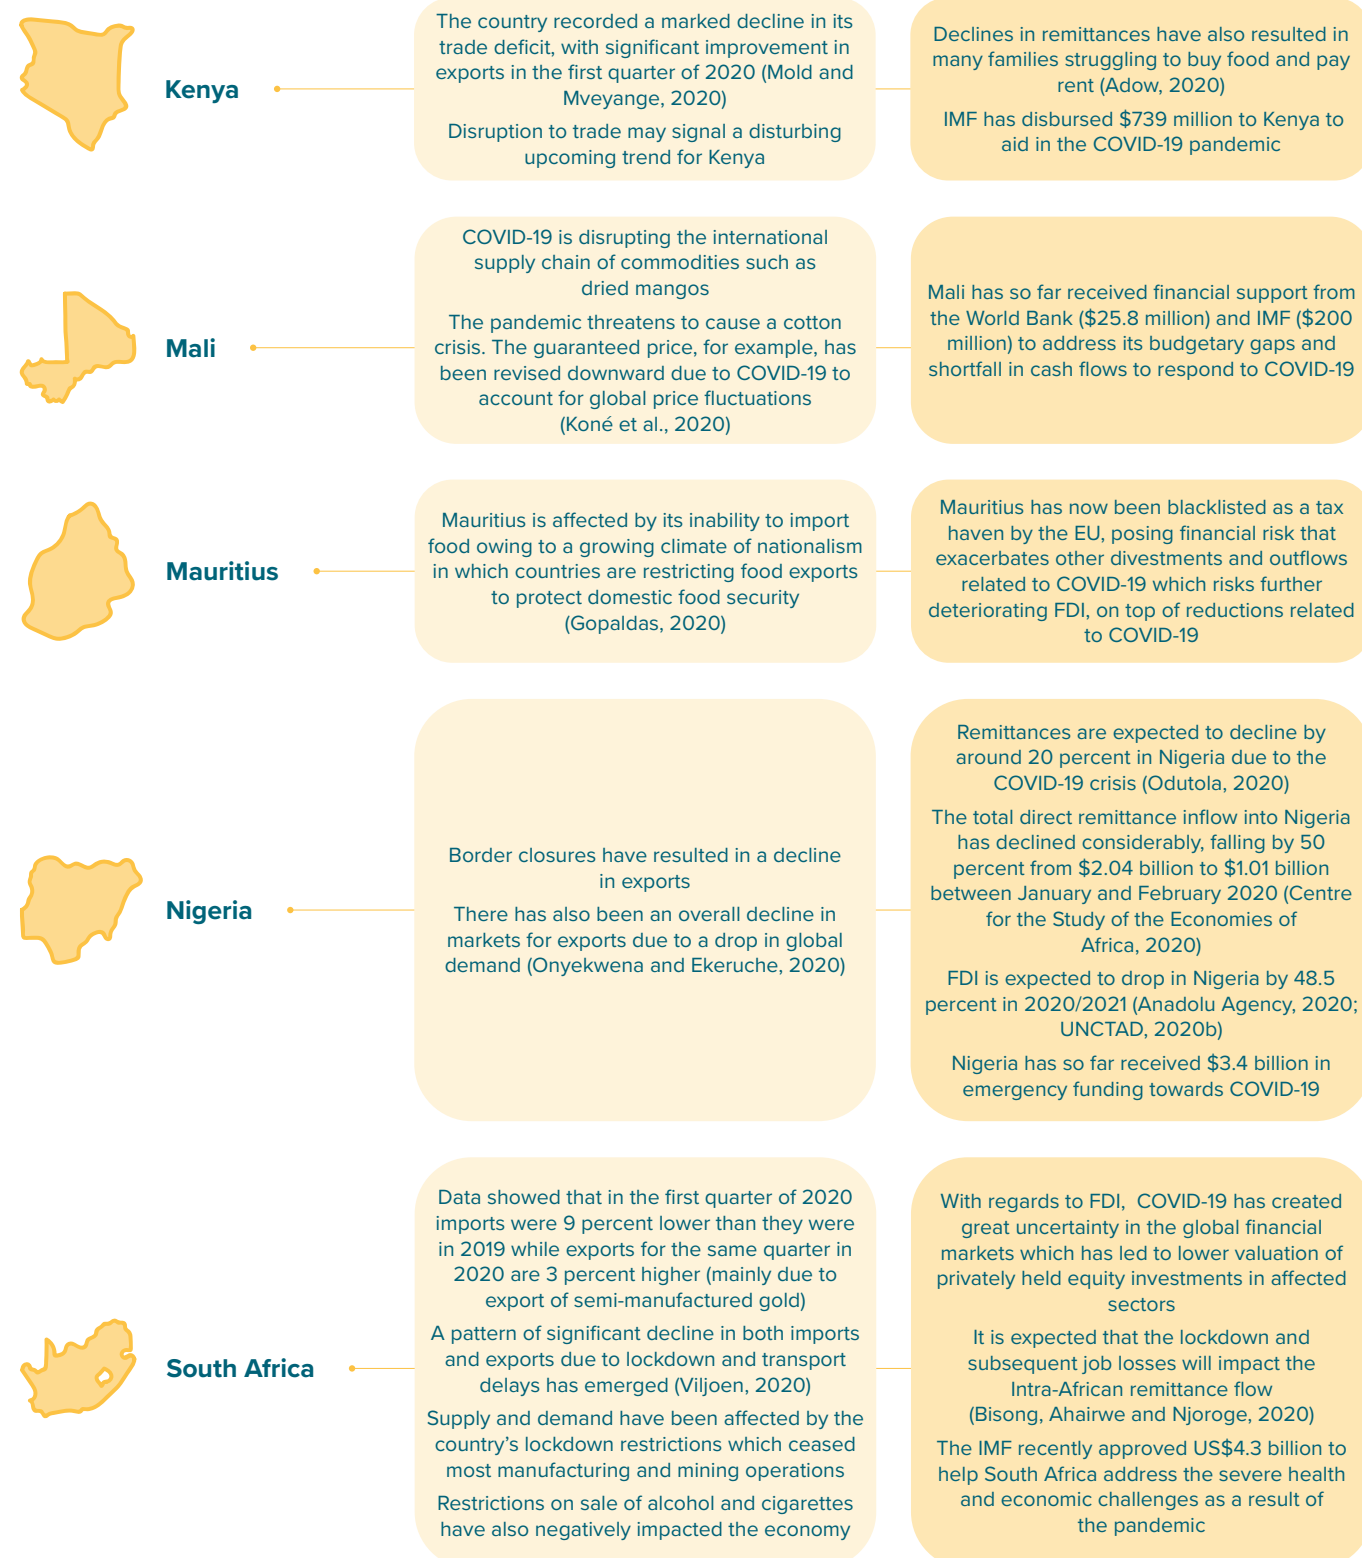 Kenya
The country recorded a marked decline in its
trade deficit, with significant improvement in
exports in the first quarter of 2020 (Mold and
Mveyange, 2020)
Disruption to trade may signal a disturbing
upcoming trend for Kenya
Declines in remittances have also resulted in
many families struggling to buy food and pay
rent (Adow, 2020)
IMF has disbursed $739 million to Kenya to
aid in the COVID-19 pandemic
Mali
COVID-19 is disrupting the international
supply chain of commodities such as
dried mangos
The pandemic threatens to cause a cotton
crisis. The guaranteed price, for example, has
been revised downward due to COVID-19 to
account for global price fluctuations
(Koné et al., 2020)
Mali has so far received financial support from
the World Bank ($25.8 million) and IMF ($200
million) to address its budgetary gaps and
shortfall in cash flows to respond to COVID-19
Mauritius
Mauritius is affected by its inability to import
food owing to a growing climate of nationalism
in which countries are restricting food exports
to protect domestic food security
(Gopaldas, 2020)
Mauritius has now been blacklisted as a tax
haven by the EU, posing financial risk that
exacerbates other divestments and outflows
related to COVID-19 which risks further
deteriorating FDI, on top of reductions related
to COVID-19
Nigeria
Border closures have resulted in a decline
in exports
There has also been an overall decline in
markets for exports due to a drop in global
demand (Onyekwena and Ekeruche, 2020)
Remittances are expected to decline by
around 20 percent in Nigeria due to the
COVID-19 crisis (Odutola, 2020)
The total direct remittance inflow into Nigeria
has declined considerably, falling by 50
percent from $2.04 billion to $1.01 billion
between January and February 2020 (Centre
for the Study of the Economies of
Africa, 2020)
FDI is expected to drop in Nigeria by 48.5
percent in 2020/2021 (Anadolu Agency, 2020;
UNCTAD, 2020b)
Nigeria has so far received $3.4 billion in
emergency funding towards COVID-19
South Africa
Data showed that in the first quarter of 2020
imports were 9 percent lower than they were
in 2019 while exports for the same quarter in
2020 are 3 percent higher (mainly due to
export of semi-manufactured gold)
A pattern of significant decline in both imports
and exports due to lockdown and transport
delays has emerged (Viljoen, 2020)
Supply and demand have been affected by the
country’s lockdown restrictions which ceased
most manufacturing and mining operations
Restrictions on sale of alcohol and cigarettes
have also negatively impacted the economy
With regards to FDI, COVID-19 has created
great uncertainty in the global financial
markets which has led to lower valuation of
privately held equity investments in affected
sectors
It is expected that the lockdown and
subsequent job losses will impact the
Intra-African remittance flow
(Bisong, Ahairwe and Njoroge, 2020)
The IMF recently approved US$4.3 billion to
help South Africa address the severe health
and economic challenges as a result of
the pandemic